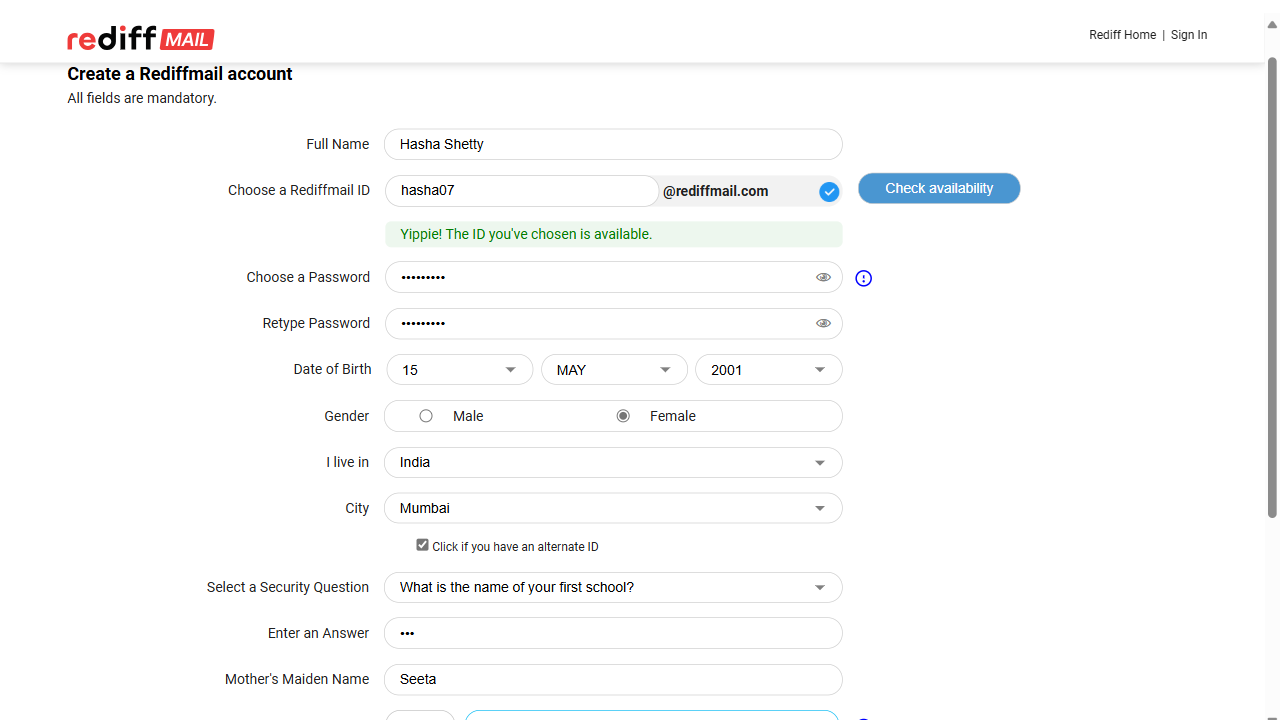 rediff MAIL
Rediff Home | Sign In
Create a Rediffmail account
All fields are mandatory.
Full Name Hasha Shetty
Choose a Rediffmail ID hasha07 @rediffmail.com Check availability
Yippie! The ID you've chosen is available.
Choose a Password •••••••••
Retype Password •••••••••
Date of Birth 15 MAY 2001
Gender Male Female
I live in India
City Mumbai
Click if you have an alternate ID
Select a Security Question What is the name of your first school?
Enter an Answer •••
Mother's Maiden Name Seeta